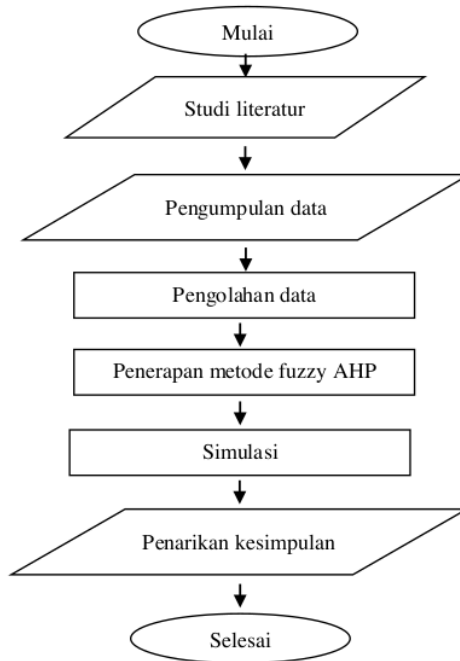 Mulai
Studi literatur
Pengumpulan data
Pengolahan data
Penerapan metode fuzzy AHP
Simulasi
Penarikan kesimpulan
Selesai